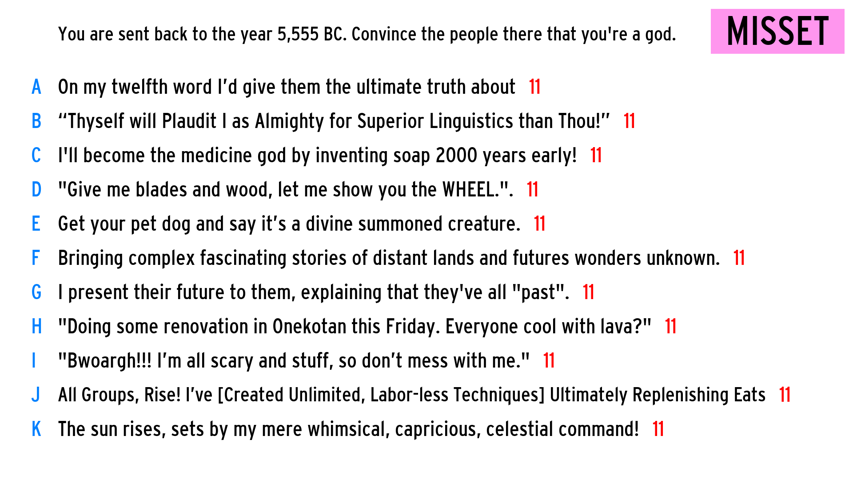 You are sent back to the year 5,555 BC. Convince the people there that you're a god.
MISSET
A On my twelfth word I’d give them the ultimate truth about 11
B “Thyself will Plaudit I as Almighty for Superior Linguistics than Thou!” 11
C I'll become the medicine god by inventing soap 2000 years early! 11
D "Give me blades and wood, let me show you the WHEEL.". 11
E Get your pet dog and say it’s a divine summoned creature. 11
F Bringing complex fascinating stories of distant lands and futures wonders unknown. 11
G I present their future to them, explaining that they've all "past". 11
H "Doing some renovation in Onekotan this Friday. Everyone cool with lava?" 11
I "Bwoargh!!! I’m all scary and stuff, so don’t mess with me." 11
J All Groups, Rise! I’ve [Created Unlimited, Labor-less Techniques] Ultimately Replenishing Eats 11
K The sun rises, sets by my mere whimsical, capricious, celestial command! 11